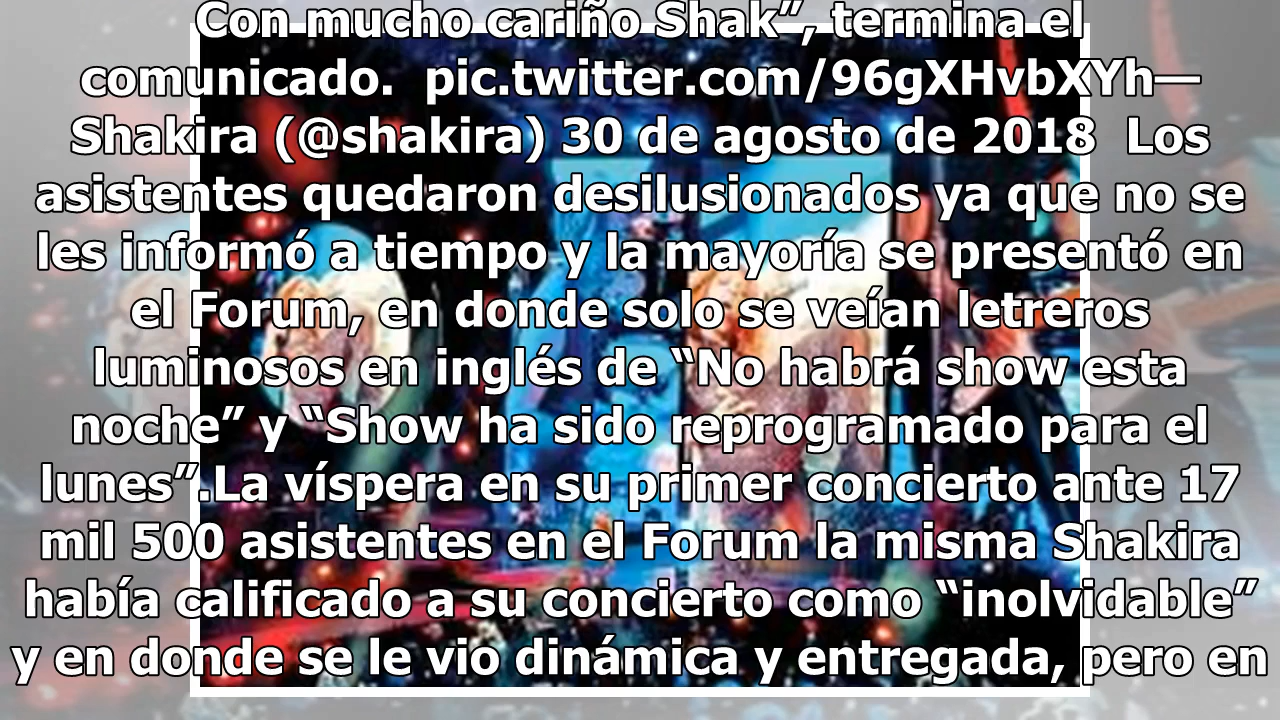 Con mucho cariño Shak”, termina el
comunicado.  pic.twitter.com/96gXHvbXYh—
Shakira (@shakira) 30 de agosto de 2018  Los
asistentes quedaron desilusionados ya que no se
les informó a tiempo y la mayoría se presentó en
el Forum, en donde solo se veían letreros
luminosos en inglés de “No habrá show esta
noche” y “Show ha sido reprogramado para el
lunes”.La víspera en su primer concierto ante 17
mil 500 asistentes en el Forum la misma Shakira
había calificado a su concierto como “inolvidable”
y en donde se le vio dinámica y entregada, pero en